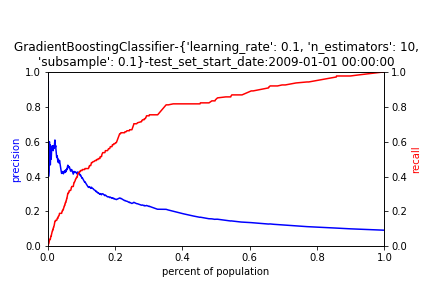 GradientBoostingClassifier-{'learning_rate': 0.1, 'n_estimators': 10,
'subsample': 0.1}-test_set_start_date:2009-01-01 00:00:00
1.0
0.8
0.6
0.4
0.2
0.0
precision
1.0
0.8
0.6
0.4
0.2
0.0
recall
0.0 0.2 0.4 0.6 0.8 1.0
percent of population